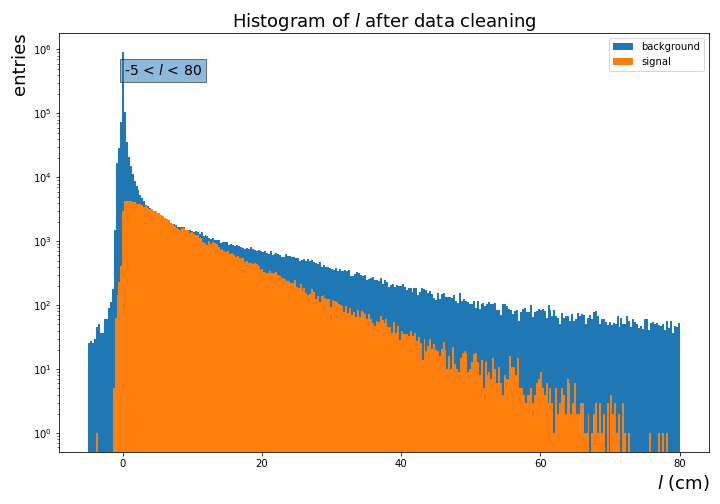 Histogram of l after data cleaning
entries
10⁶
10⁵
10⁴
10³
10²
10¹
10⁰
-5 < l < 80
background
signal
0 20 40 60 80
l (cm)